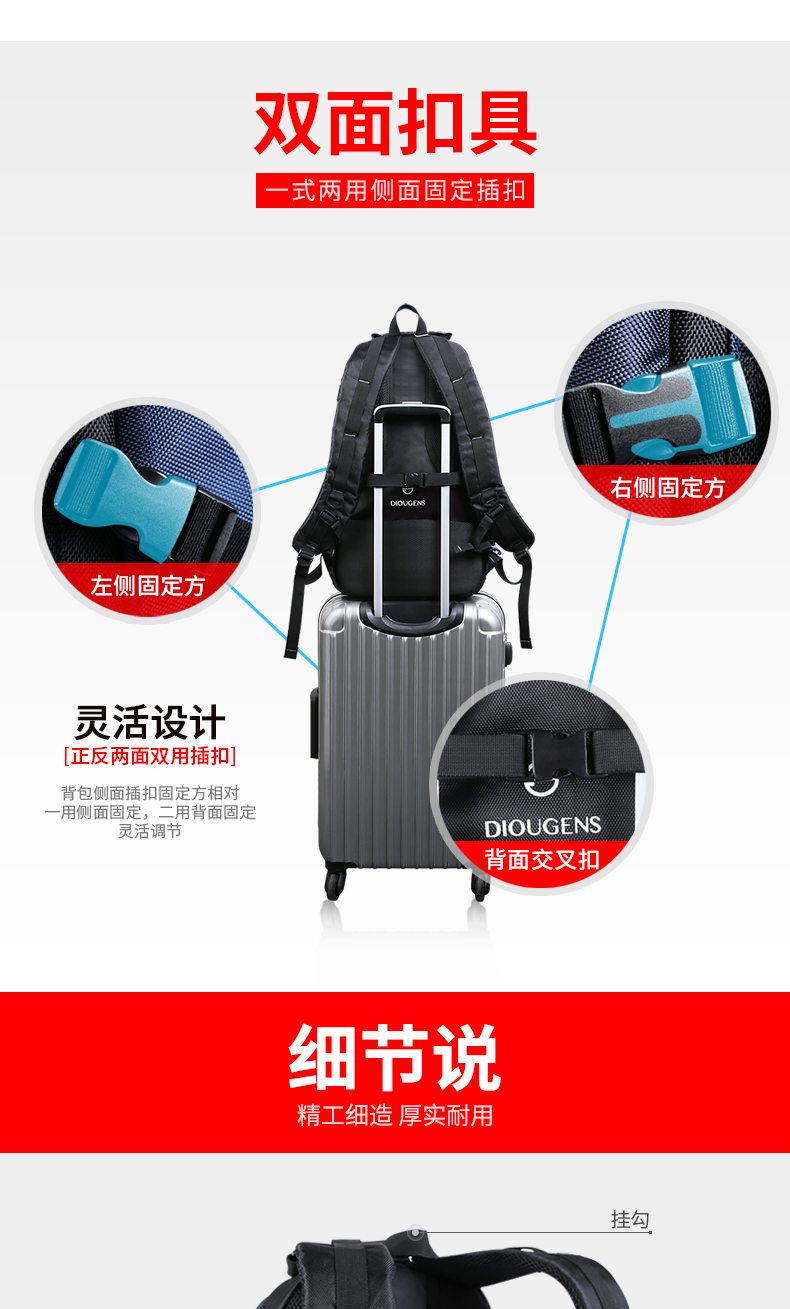 双面扣具
一式两用侧面固定插扣
DIOUGENS
右侧固定方
左侧固定方
灵活设计
[正反两面双用插扣]
背包侧面插扣固定方相对
一用侧面固定，二用背面固定
灵活调节
DIOUGENS
背面交叉扣
细节说
精工细造 厚实耐用
挂勾